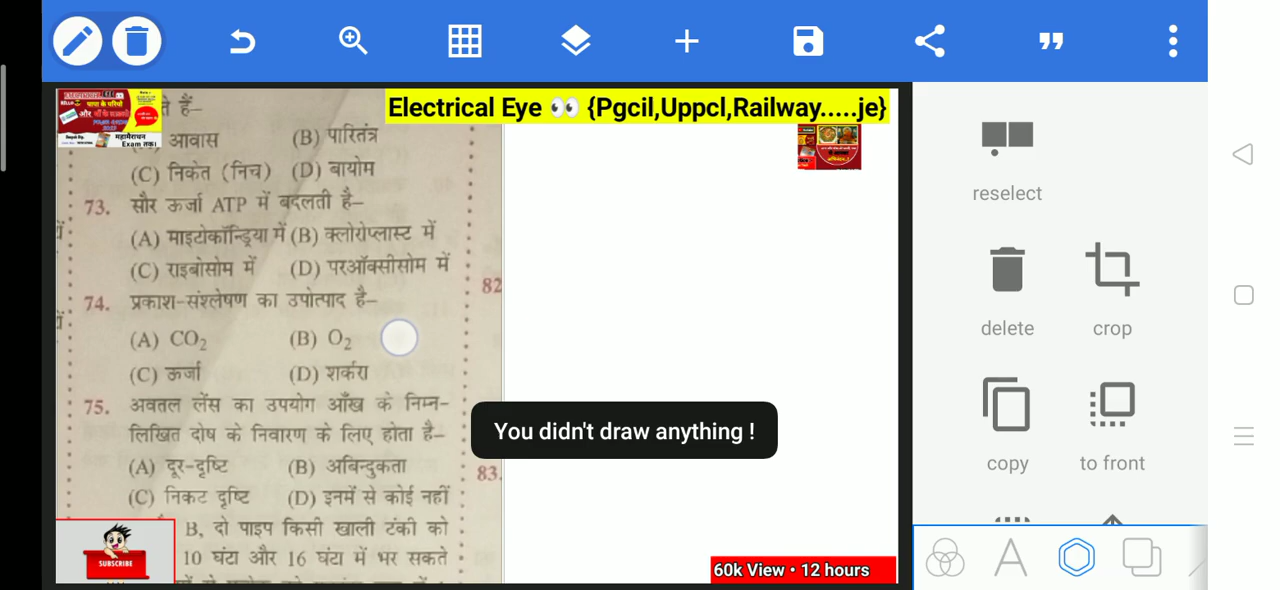 Electrical Eye 👀 {Pgcil,Uppcl,Railway.....je}
ते हैं–
आवास (B) पारितंत्र
(C) निकेत (निच) (D) बायोम
73. सौर ऊर्जा ATP में बदलती है–
(A) माइटोकॉन्ड्रिया में (B) क्लोरोप्लास्ट में
(C) राइबोसोम में (D) परऑक्सीसोम में
82
74. प्रकाश-संश्लेषण का उपोत्पाद है–
(A) CO₂ (B) O₂
(C) ऊर्जा (D) शर्करा
75. अवतल लेंस का उपयोग आँख के निम्न-
लिखित दोष के निवारण के लिए होता है–
(A) दूर-दृष्टि (B) अबिन्दुकता
83.
(C) निकट दृष्टि (D) इनमें से कोई नहीं
B, दो पाइप किसी खाली टंकी को
10 घंटा और 16 घंटा में भर सकते
SUBSCRIBE
You didn't draw anything !
60k View • 12 hours
reselect
delete crop
copy to front